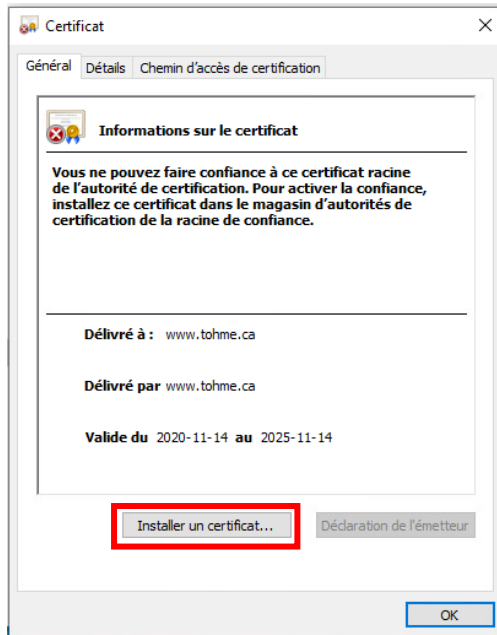 Certificat
Général Détails Chemin d'accès de certification
Informations sur le certificat
Vous ne pouvez faire confiance à ce certificat racine
de l'autorité de certification. Pour activer la confiance,
installez ce certificat dans le magasin d'autorités de
certification de la racine de confiance.
Délivré à : www.tohme.ca
Délivré par www.tohme.ca
Valide du 2020-11-14 au 2025-11-14
Installer un certificat... Déclaration de l'émetteur
OK